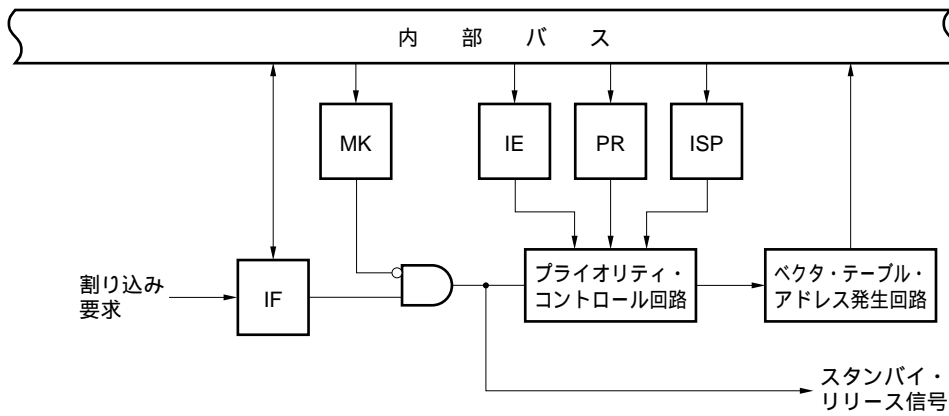 内部バス
MK
IE
PR
ISP
割り込み
要求
IF
プライオリティ・
コントロール回路
ベクタ・テーブル・
アドレス発生回路
スタンバイ・
リリース信号